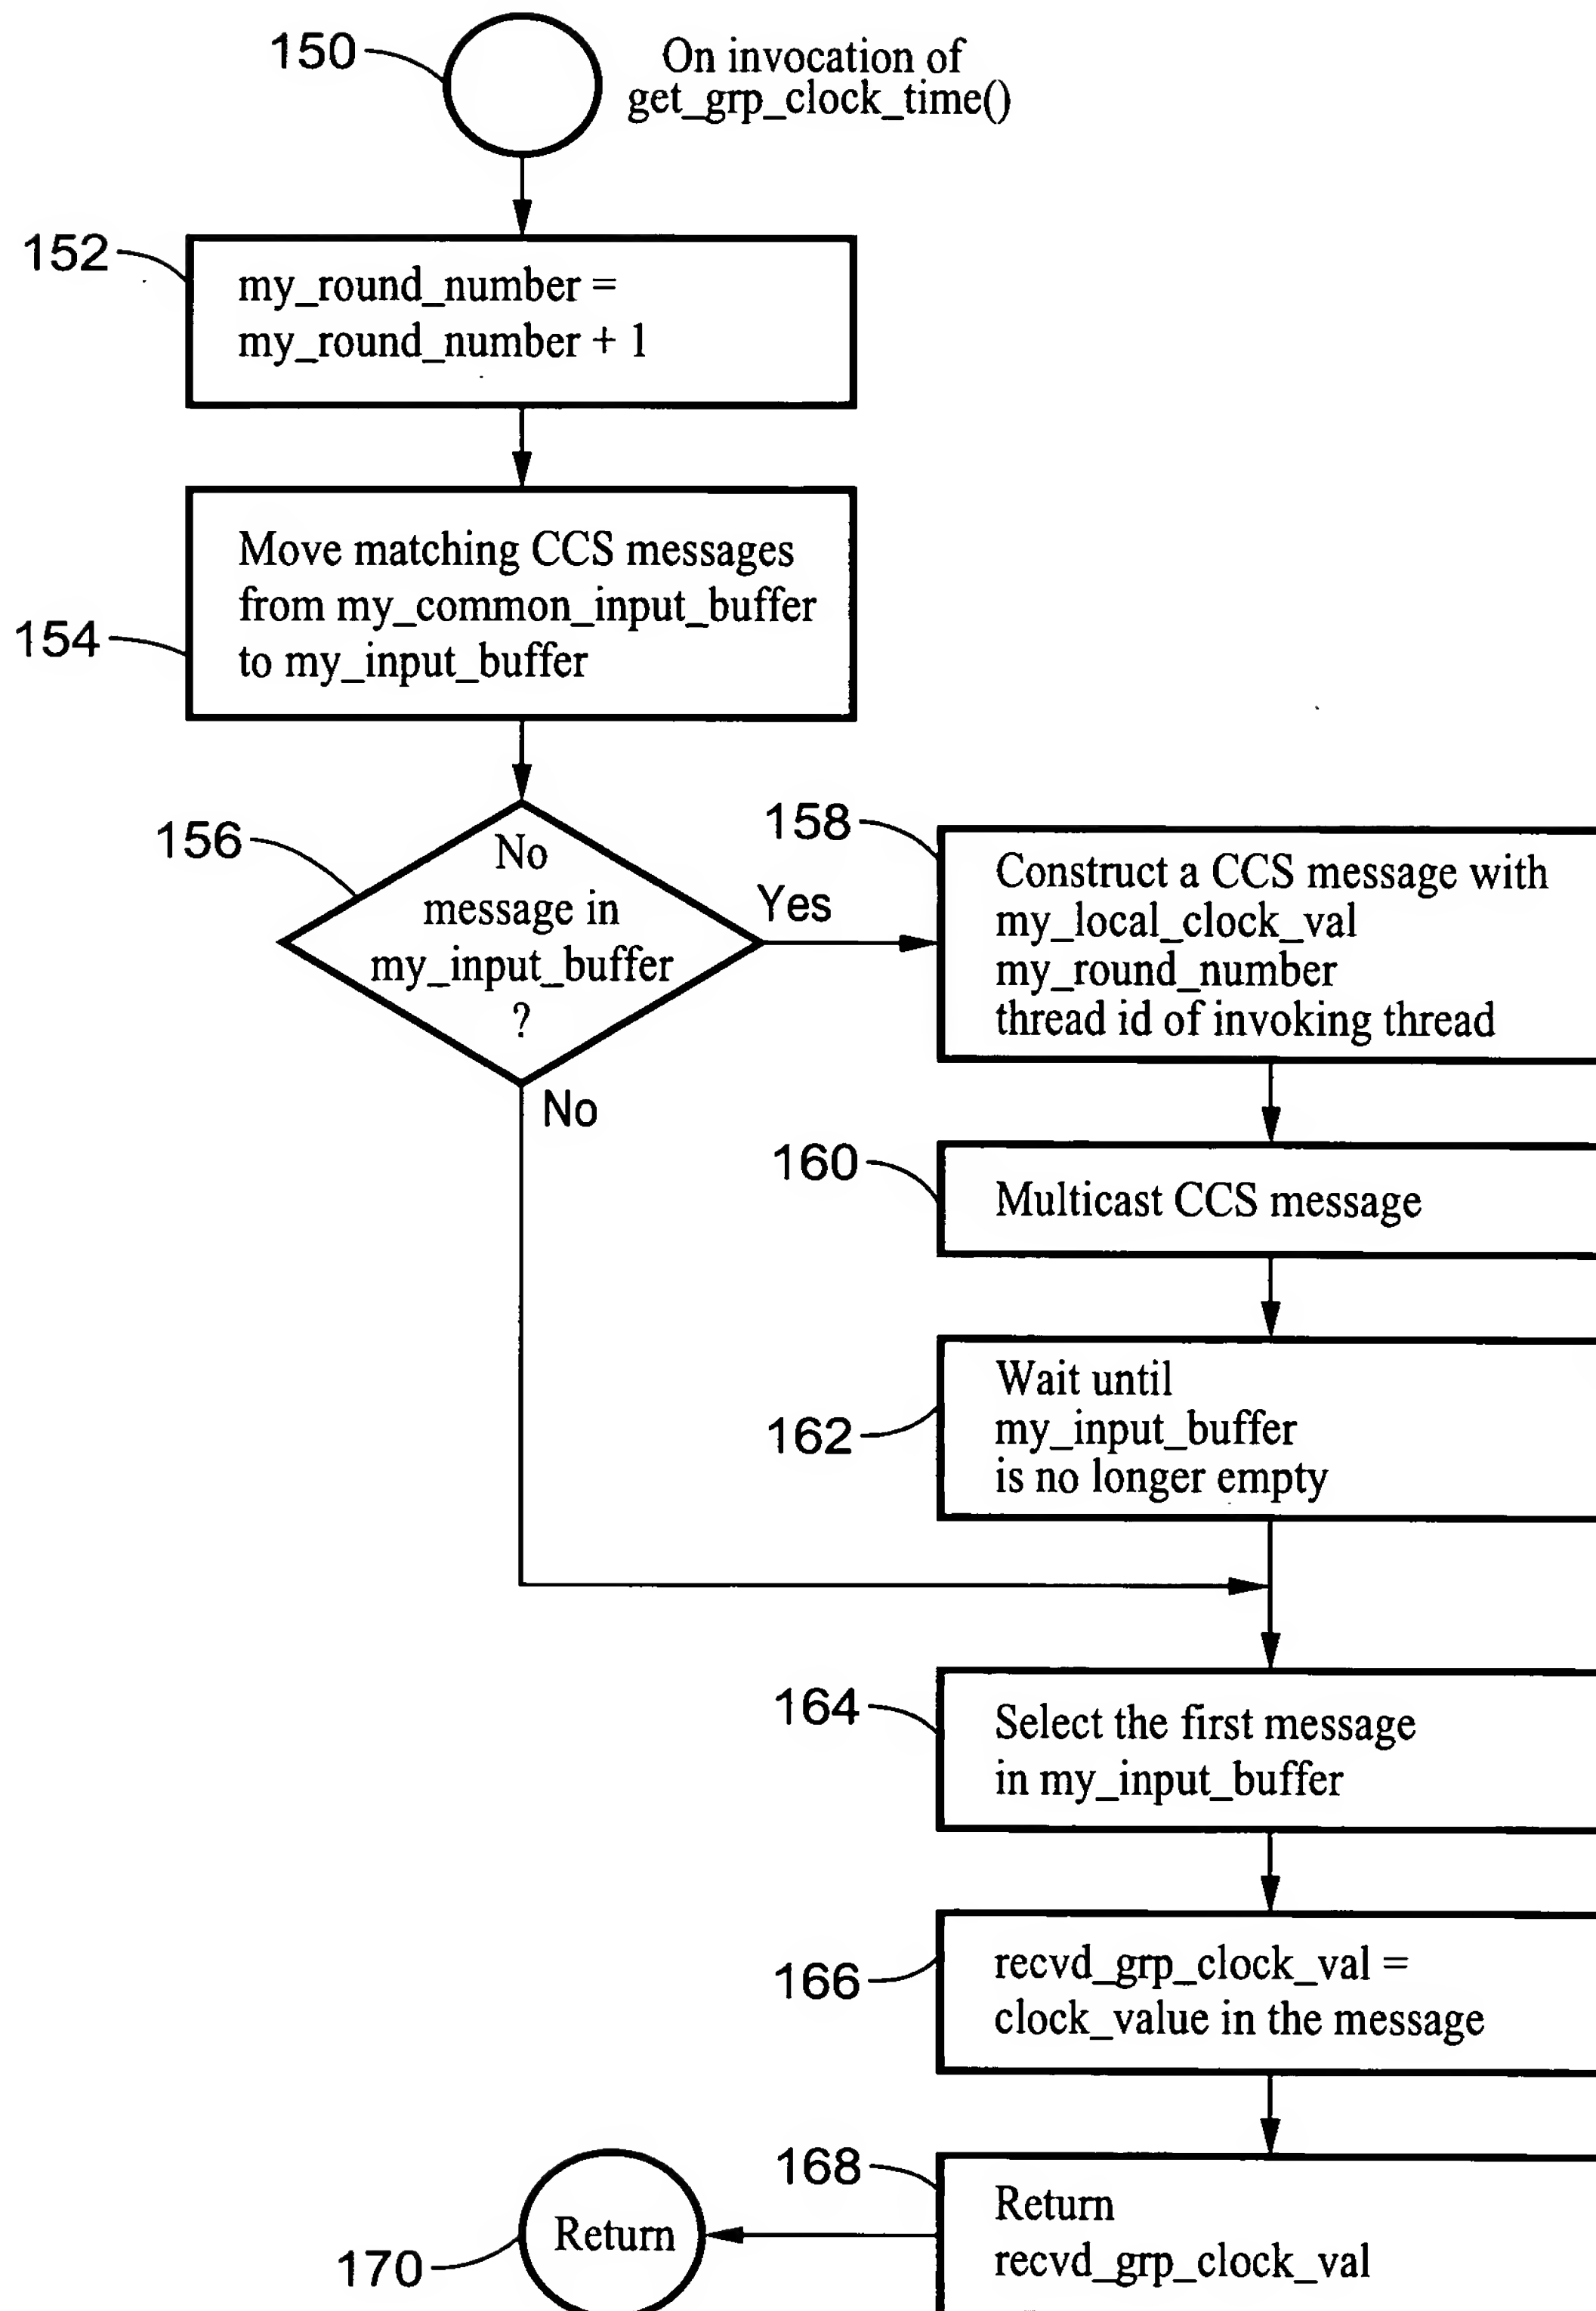 150
On invocation of
get_grp_clock_time()
152
my_round_number =
my_round_number + 1
154
Move matching CCS messages
from my_common_input_buffer
to my_input_buffer
156
No
message in
my_input_buffer
?
Yes
No
158
Construct a CCS message with
my_local_clock_val
my_round_number
thread id of invoking thread
160
Multicast CCS message
162
Wait until
my_input_buffer
is no longer empty
164
Select the first message
in my_input_buffer
166
recvd_grp_clock_val =
clock_value in the message
168
Return
recvd_grp_clock_val
170
Return